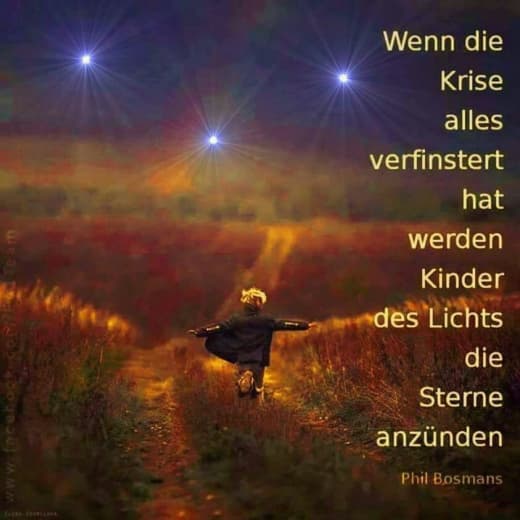 Wenn die
Krise
alles
verfinstert
hat
werden
Kinder
des Lichts
die
Sterne
anzünden
Phil Bosmans